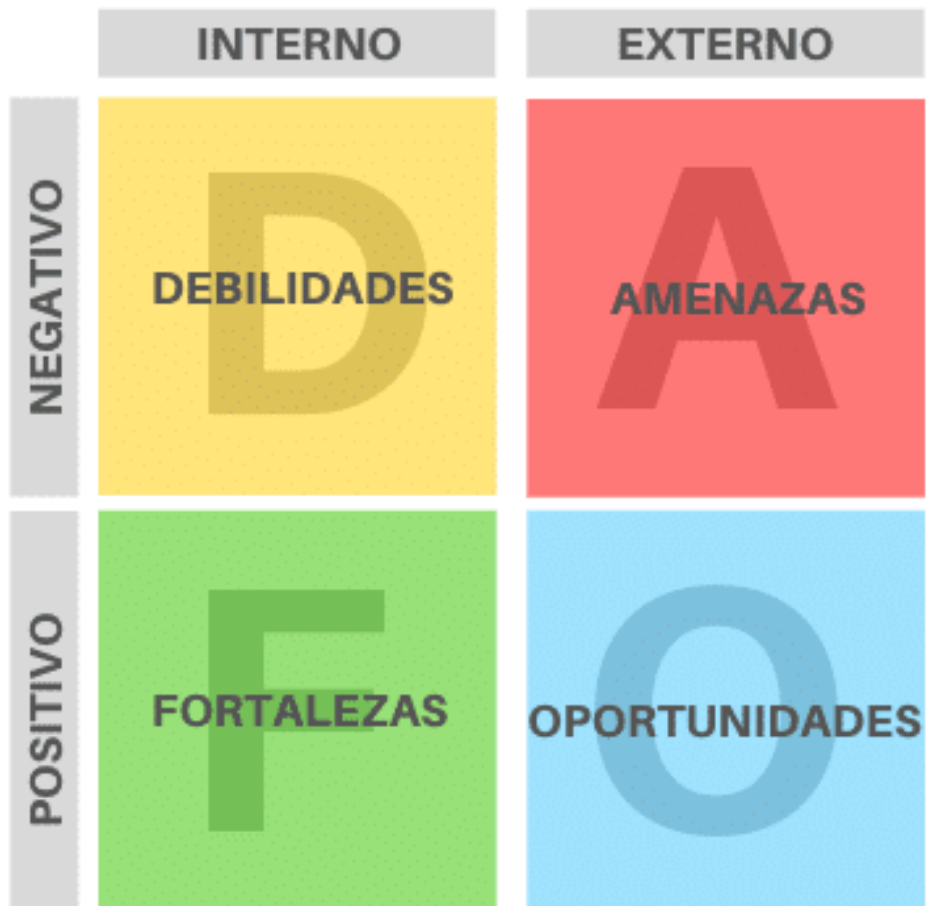 INTERNO
EXTERNO
NEGATIVO
D
DEBILIDADES
A
AMENAZAS
POSITIVO
F
FORTALEZAS
O
OPORTUNIDADES